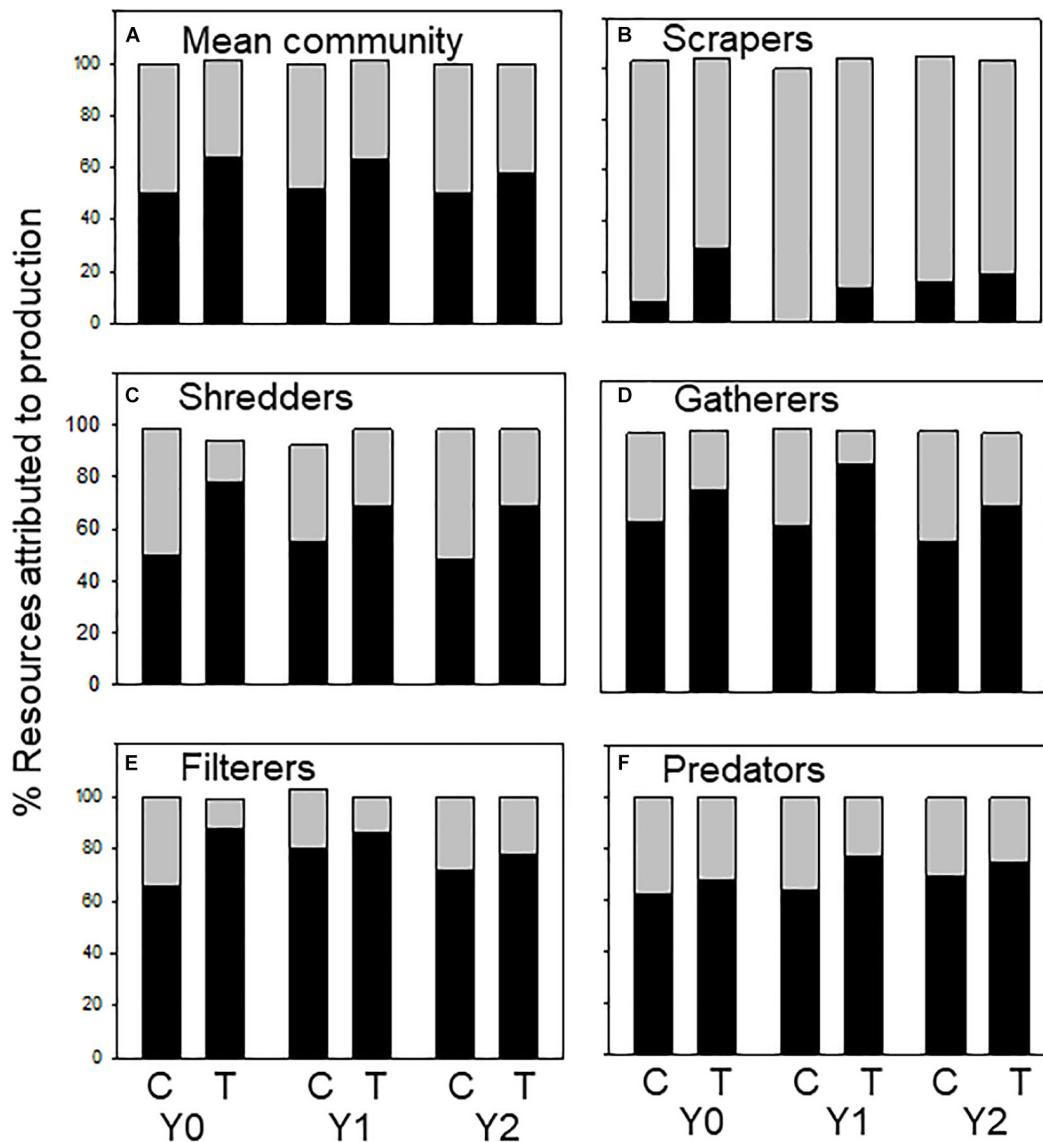 % Resources attributed to production
A Mean community
100
80
60
40
20
0
B Scrapers
C Shredders
100
80
60
40
20
0
D Gatherers
E Filterers
100
80
60
40
20
0
F Predators
C T C T C T
Y0 Y1 Y2
C T C T C T
Y0 Y1 Y2